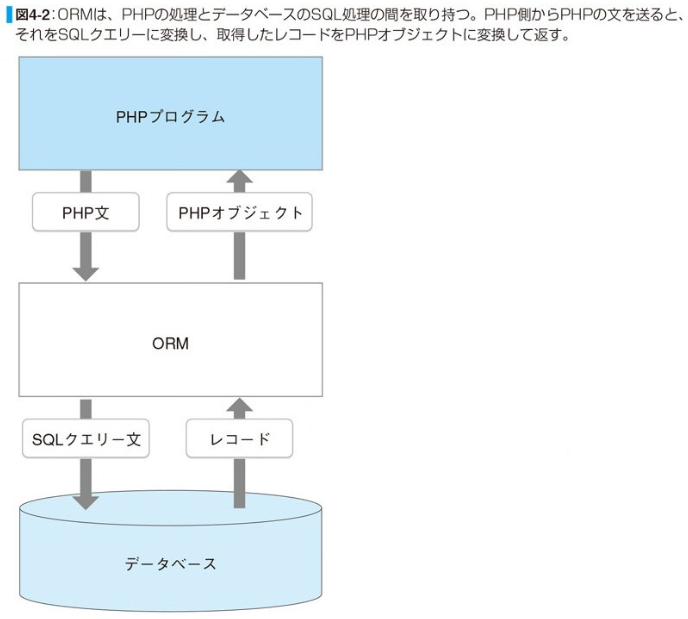 図4-2：ORMは、PHPの処理とデータベースのSQL処理の間を取り持つ。PHP側からPHPの文を送ると、
それをSQLクエリーに変換し、取得したレコードをPHPオブジェクトに変換して返す。
PHPプログラム
PHP文
PHPオブジェクト
ORM
SQLクエリー文
レコード
データベース